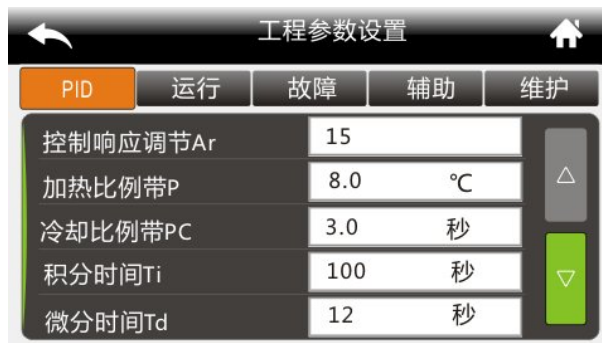 工程参数设置
PID 运行 故障 辅助 维护
控制响应调节Ar 15
加热比例带P 8.0 ℃
冷却比例带PC 3.0 秒
积分时间Ti 100 秒
微分时间Td 12 秒